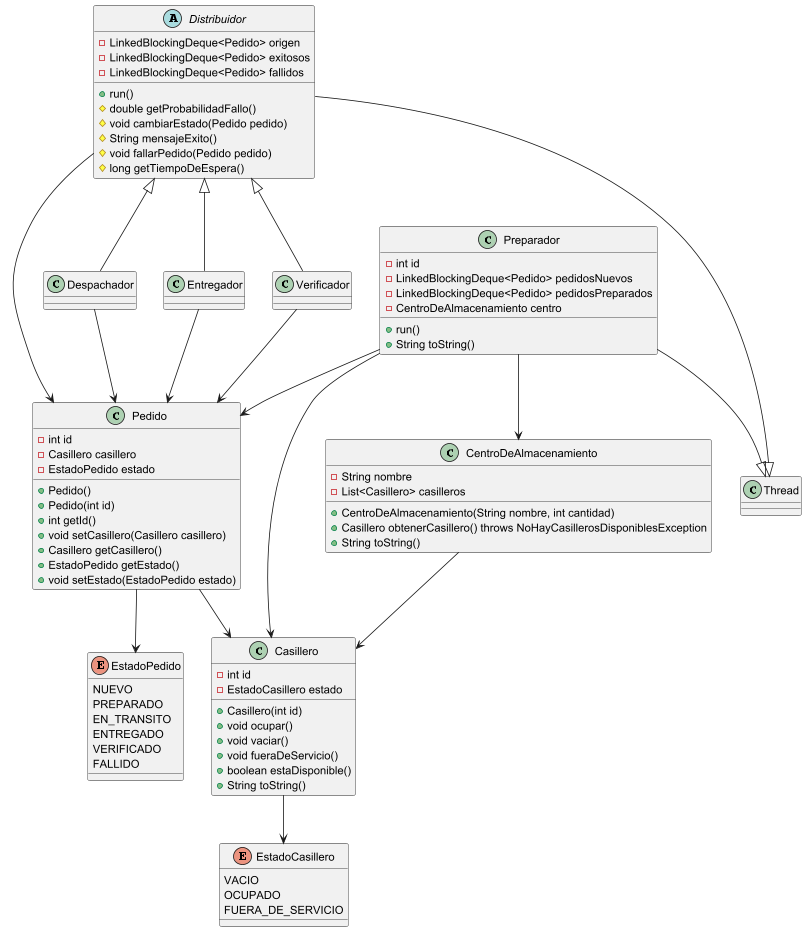 A Distribuidor
LinkedBlockingDeque<Pedido> origen
LinkedBlockingDeque<Pedido> exitosos
LinkedBlockingDeque<Pedido> fallidos
run()
double getProbabilidadFallo()
void cambiarEstado(Pedido pedido)
String mensajeExito()
void fallarPedido(Pedido pedido)
long getTiempoDeEspera()
C Preparador
int id
LinkedBlockingDeque<Pedido> pedidosNuevos
LinkedBlockingDeque<Pedido> pedidosPreparados
CentroDeAlmacenamiento centro
run()
String toString()
C Despachador
C Entregador
C Verificador
C Pedido
int id
Casillero casillero
EstadoPedido estado
Pedido()
Pedido(int id)
int getId()
void setCasillero(Casillero casillero)
Casillero getCasillero()
EstadoPedido getEstado()
void setEstado(EstadoPedido estado)
C CentroDeAlmacenamiento
String nombre
List<Casillero> casilleros
CentroDeAlmacenamiento(String nombre, int cantidad)
Casillero obtenerCasillero() throws NoHayCasillerosDisponiblesException
String toString()
C Thread
E EstadoPedido
NUEVO
PREPARADO
EN_TRANSITO
ENTREGADO
VERIFICADO
FALLIDO
C Casillero
int id
EstadoCasillero estado
Casillero(int id)
void ocupar()
void vaciar()
void fueraDeServicio()
boolean estaDisponible()
String toString()
E EstadoCasillero
VACIO
OCUPADO
FUERA_DE_SERVICIO